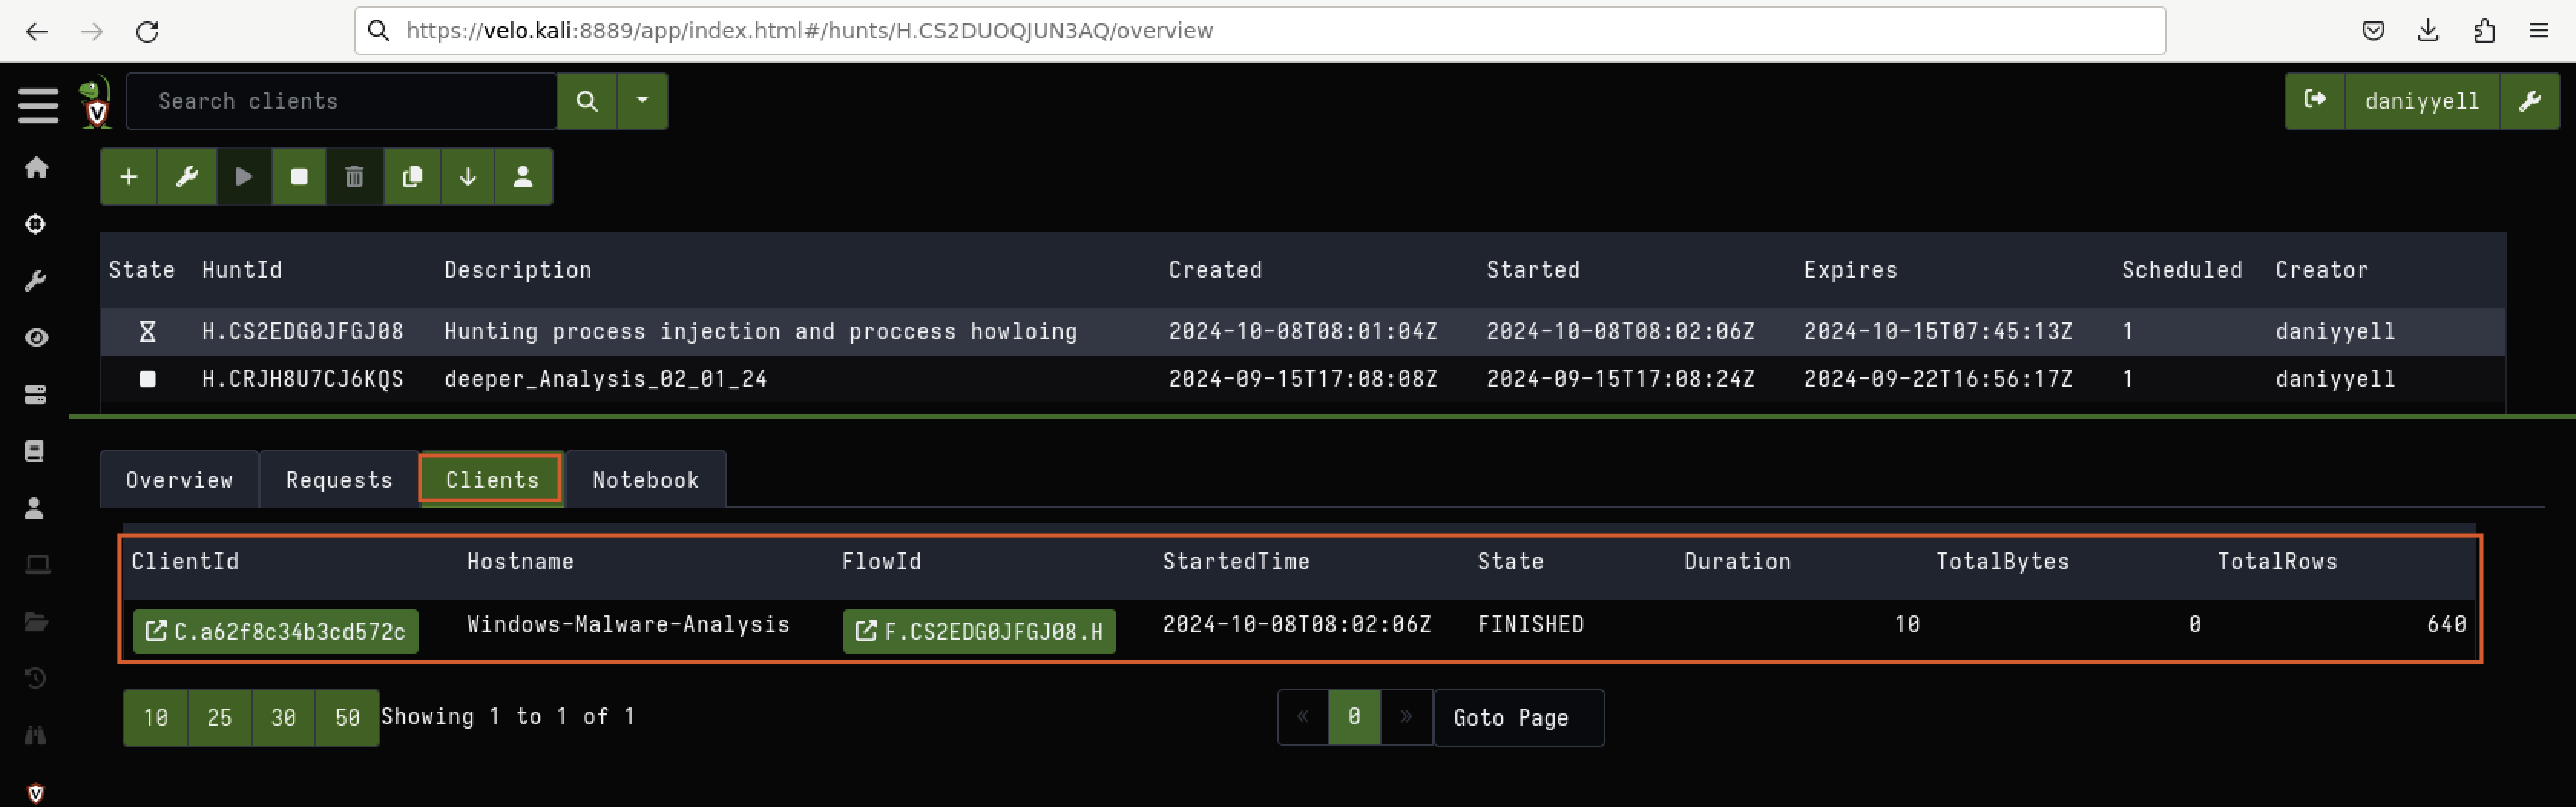 https://velo.kali:8889/app/index.html#/hunts/H.CS2DUOQJUN3AQ/overview
Search clients
daniyyell
State HuntId Description Created Started Expires Scheduled Creator
H.CS2EDG0JFGJ08 Hunting process injection and proccess howloing 2024-10-08T08:01:04Z 2024-10-08T08:02:06Z 2024-10-15T07:45:13Z 1 daniyyell
H.CRJH8U7CJ6KQS deeper_Analysis_02_01_24 2024-09-15T17:08:08Z 2024-09-15T17:08:24Z 2024-09-22T16:56:17Z 1 daniyyell
Overview Requests Clients Notebook
ClientId Hostname FlowId StartedTime State Duration TotalBytes TotalRows
C.a62f8c34b3cd572c Windows-Malware-Analysis F.CS2EDG0JFGJ08.H 2024-10-08T08:02:06Z FINISHED 10 0 640
10 25 30 50 Showing 1 to 1 of 1 « 0 » Goto Page